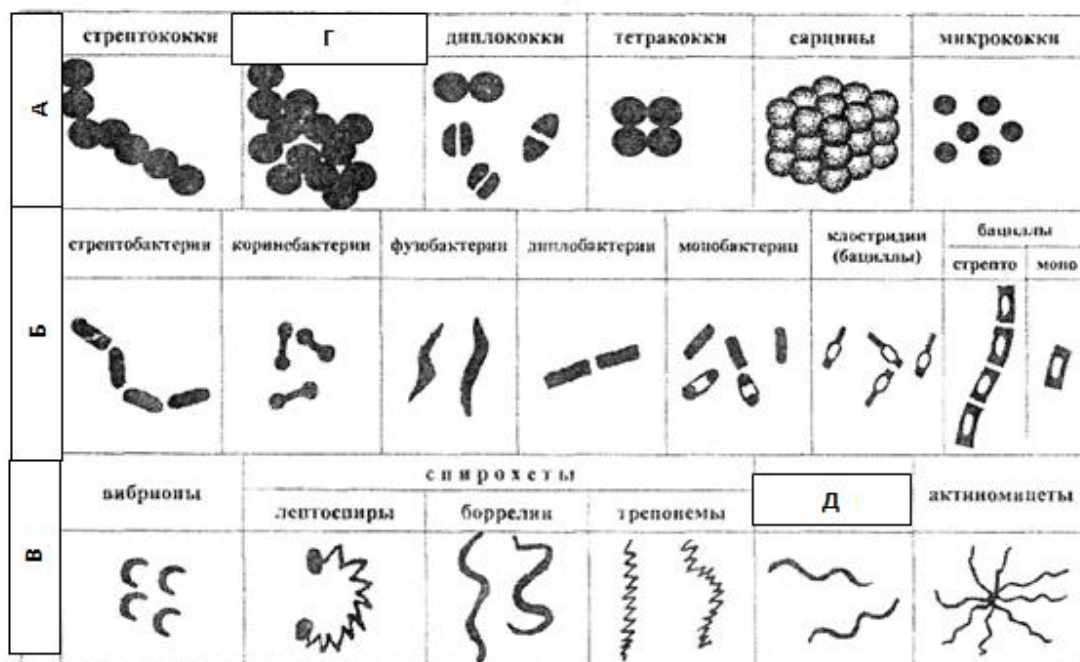 стрептококки
Г
диплококки
тетракокки
сарцины
микрококки
А
стрептобактерии
коринебактерии
фузобактерии
диплобактерии
монобактерии
клостридии
(бациллы)
бациллы
стрепто
моно
Б
вибрионы
спирохеты
лептоспиры
боррелии
трепонемы
Д
актиномицеты
В